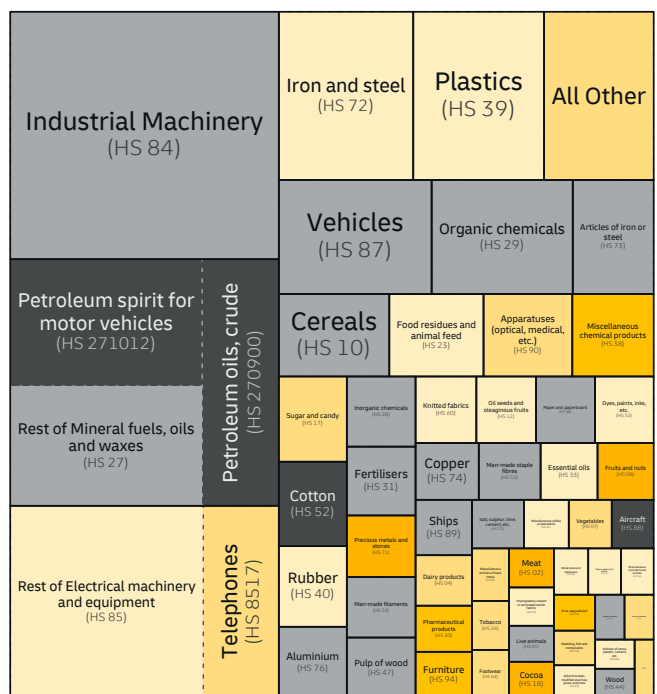 Industrial Machinery
(HS 84)
Iron and steel
(HS 72)
Plastics
(HS 39)
All Other
Vehicles
(HS 87)
Organic chemicals
(HS 29)
Articles of iron or
steel
(HS 73)
Petroleum spirit for
motor vehicles
(HS 271012)
Petroleum oils, crude
(HS 270900)
Rest of Mineral fuels, oils
and waxes
(HS 27)
Cereals
(HS 10)
Food residues and
animal feed
(HS 23)
Apparatuses
(optical, medical,
etc.)
(HS 90)
Miscellaneous
chemical products
(HS 38)
Sugar and candy
(HS 17)
Inorganic chemicals
(HS 28)
Knitted fabrics
(HS 60)
Oil seeds and
oleaginous fruits
(HS 12)
Paper and paperboard
Dyes, paints, inks,
etc.
(HS 32)
Cotton
(HS 52)
Fertilisers
(HS 31)
Copper
(HS 74)
Man-made staple
fibres
(HS 55)
Essential oils
(HS 33)
Fruits and nuts
(HS 08)
Rest of Electrical machinery
and equipment
(HS 85)
Telephones
(HS 8517)
Precious metals and
stones
(HS 71)
Ships
(HS 89)
Salt, sulphur, lime,
cement, etc.
Vegetables
(HS 07)
Aircraft
(HS 88)
Rubber
(HS 40)
Man-made filaments
(HS 54)
Dairy products
(HS 04)
Meat
(HS 02)
Pharmaceutical
products
(HS 30)
Tobacco
(HS 24)
Live animals
(HS 01)
Aluminium
(HS 76)
Pulp of wood
(HS 47)
Furniture
(HS 94)
Footwear
(HS 64)
Cocoa
(HS 18)
Wood
(HS 44)